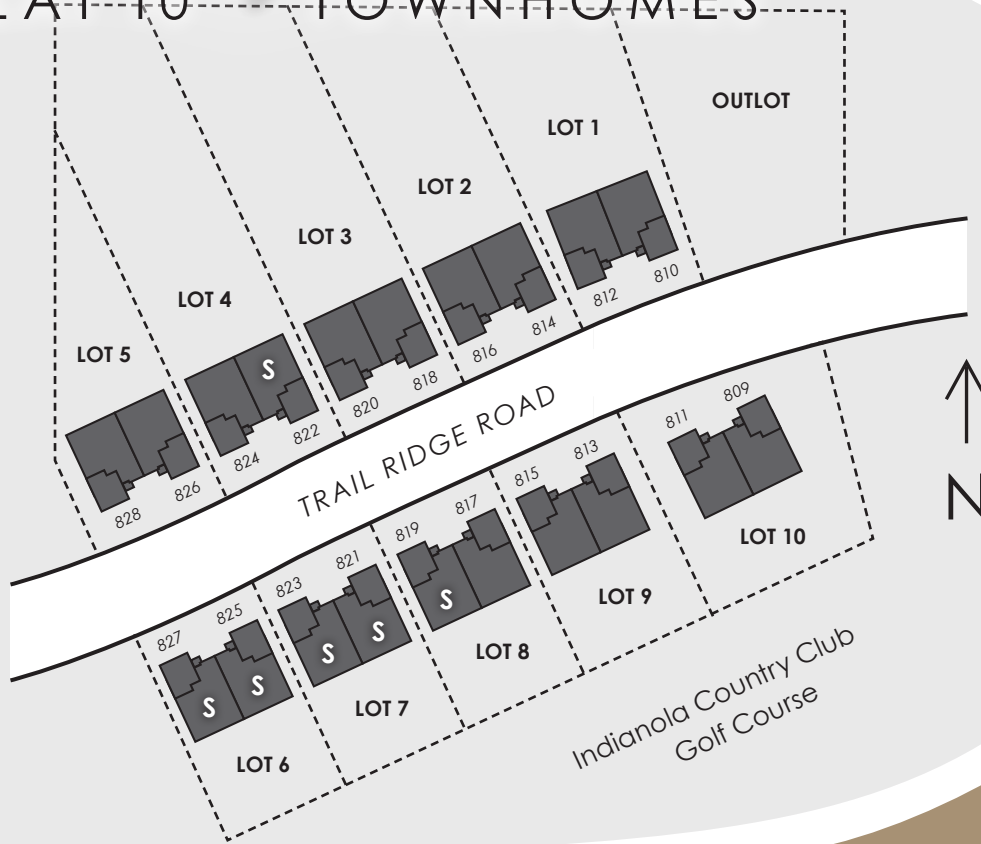 TOWNHOMES
OUTLOT
LOT 1
LOT 2
LOT 3
LOT 4
LOT 5
810
812
814
816
818
820
S
822
824
826
828
TRAIL RIDGE ROAD
809
811
813
815
817
819
821
823
825
827
S
S
S
S
S
LOT 10
LOT 9
LOT 8
LOT 7
LOT 6
N
Indianola Country Club
Golf Course